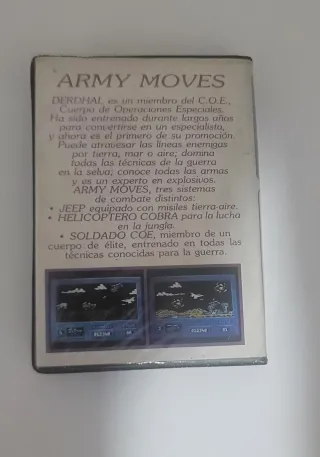 ARMY MOVES
DERDHAL es un miembro del C.O.E.,
Cuerpo de Operaciones Especiales.
Ha sido entrenado durante largos años
para convertirse en un especialista,
y ahora es el primero de su promoción.
Puede atravesar las líneas enemigas
por tierra, mar o aire; domina
todas las técnicas de la guerra
en la selva; conoce todas las armas
y es un experto en explosivos.
ARMY MOVES, tres sistemas
de combate distintos:
• JEEP equipado con misiles tierra-aire.
• HELICOPTERO COBRA para la lucha
en la jungla.
• SOLDADO COE, miembro de un
cuerpo de élite, entrenado en todas las
técnicas conocidas para la guerra.